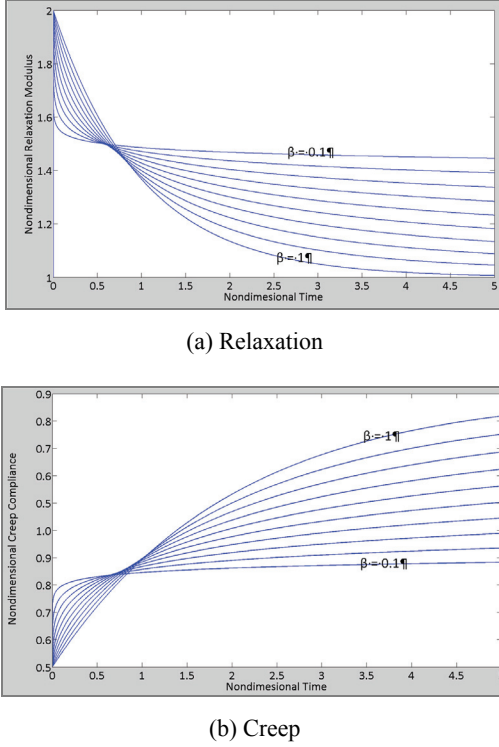 2
1.8
1.6
1.4
1.2
1
Nondimensional Relaxation Modulus
β·=·0.1¶
β·=·1¶
0 0.5 1 1.5 2 2.5 3 3.5 4 4.5 5
Nondimesional Time
(a) Relaxation
0.9
0.8
0.7
0.6
0.5
1.0
0.9
0.8
0.7
0.6
0.5
Nondimensional Creep Compliance
β·=·1¶
β·=·0.1¶
0 0.5 1 1.5 2 2.5 3 3.5 4 4.5 5
Nondimesional Time
(b) Creep